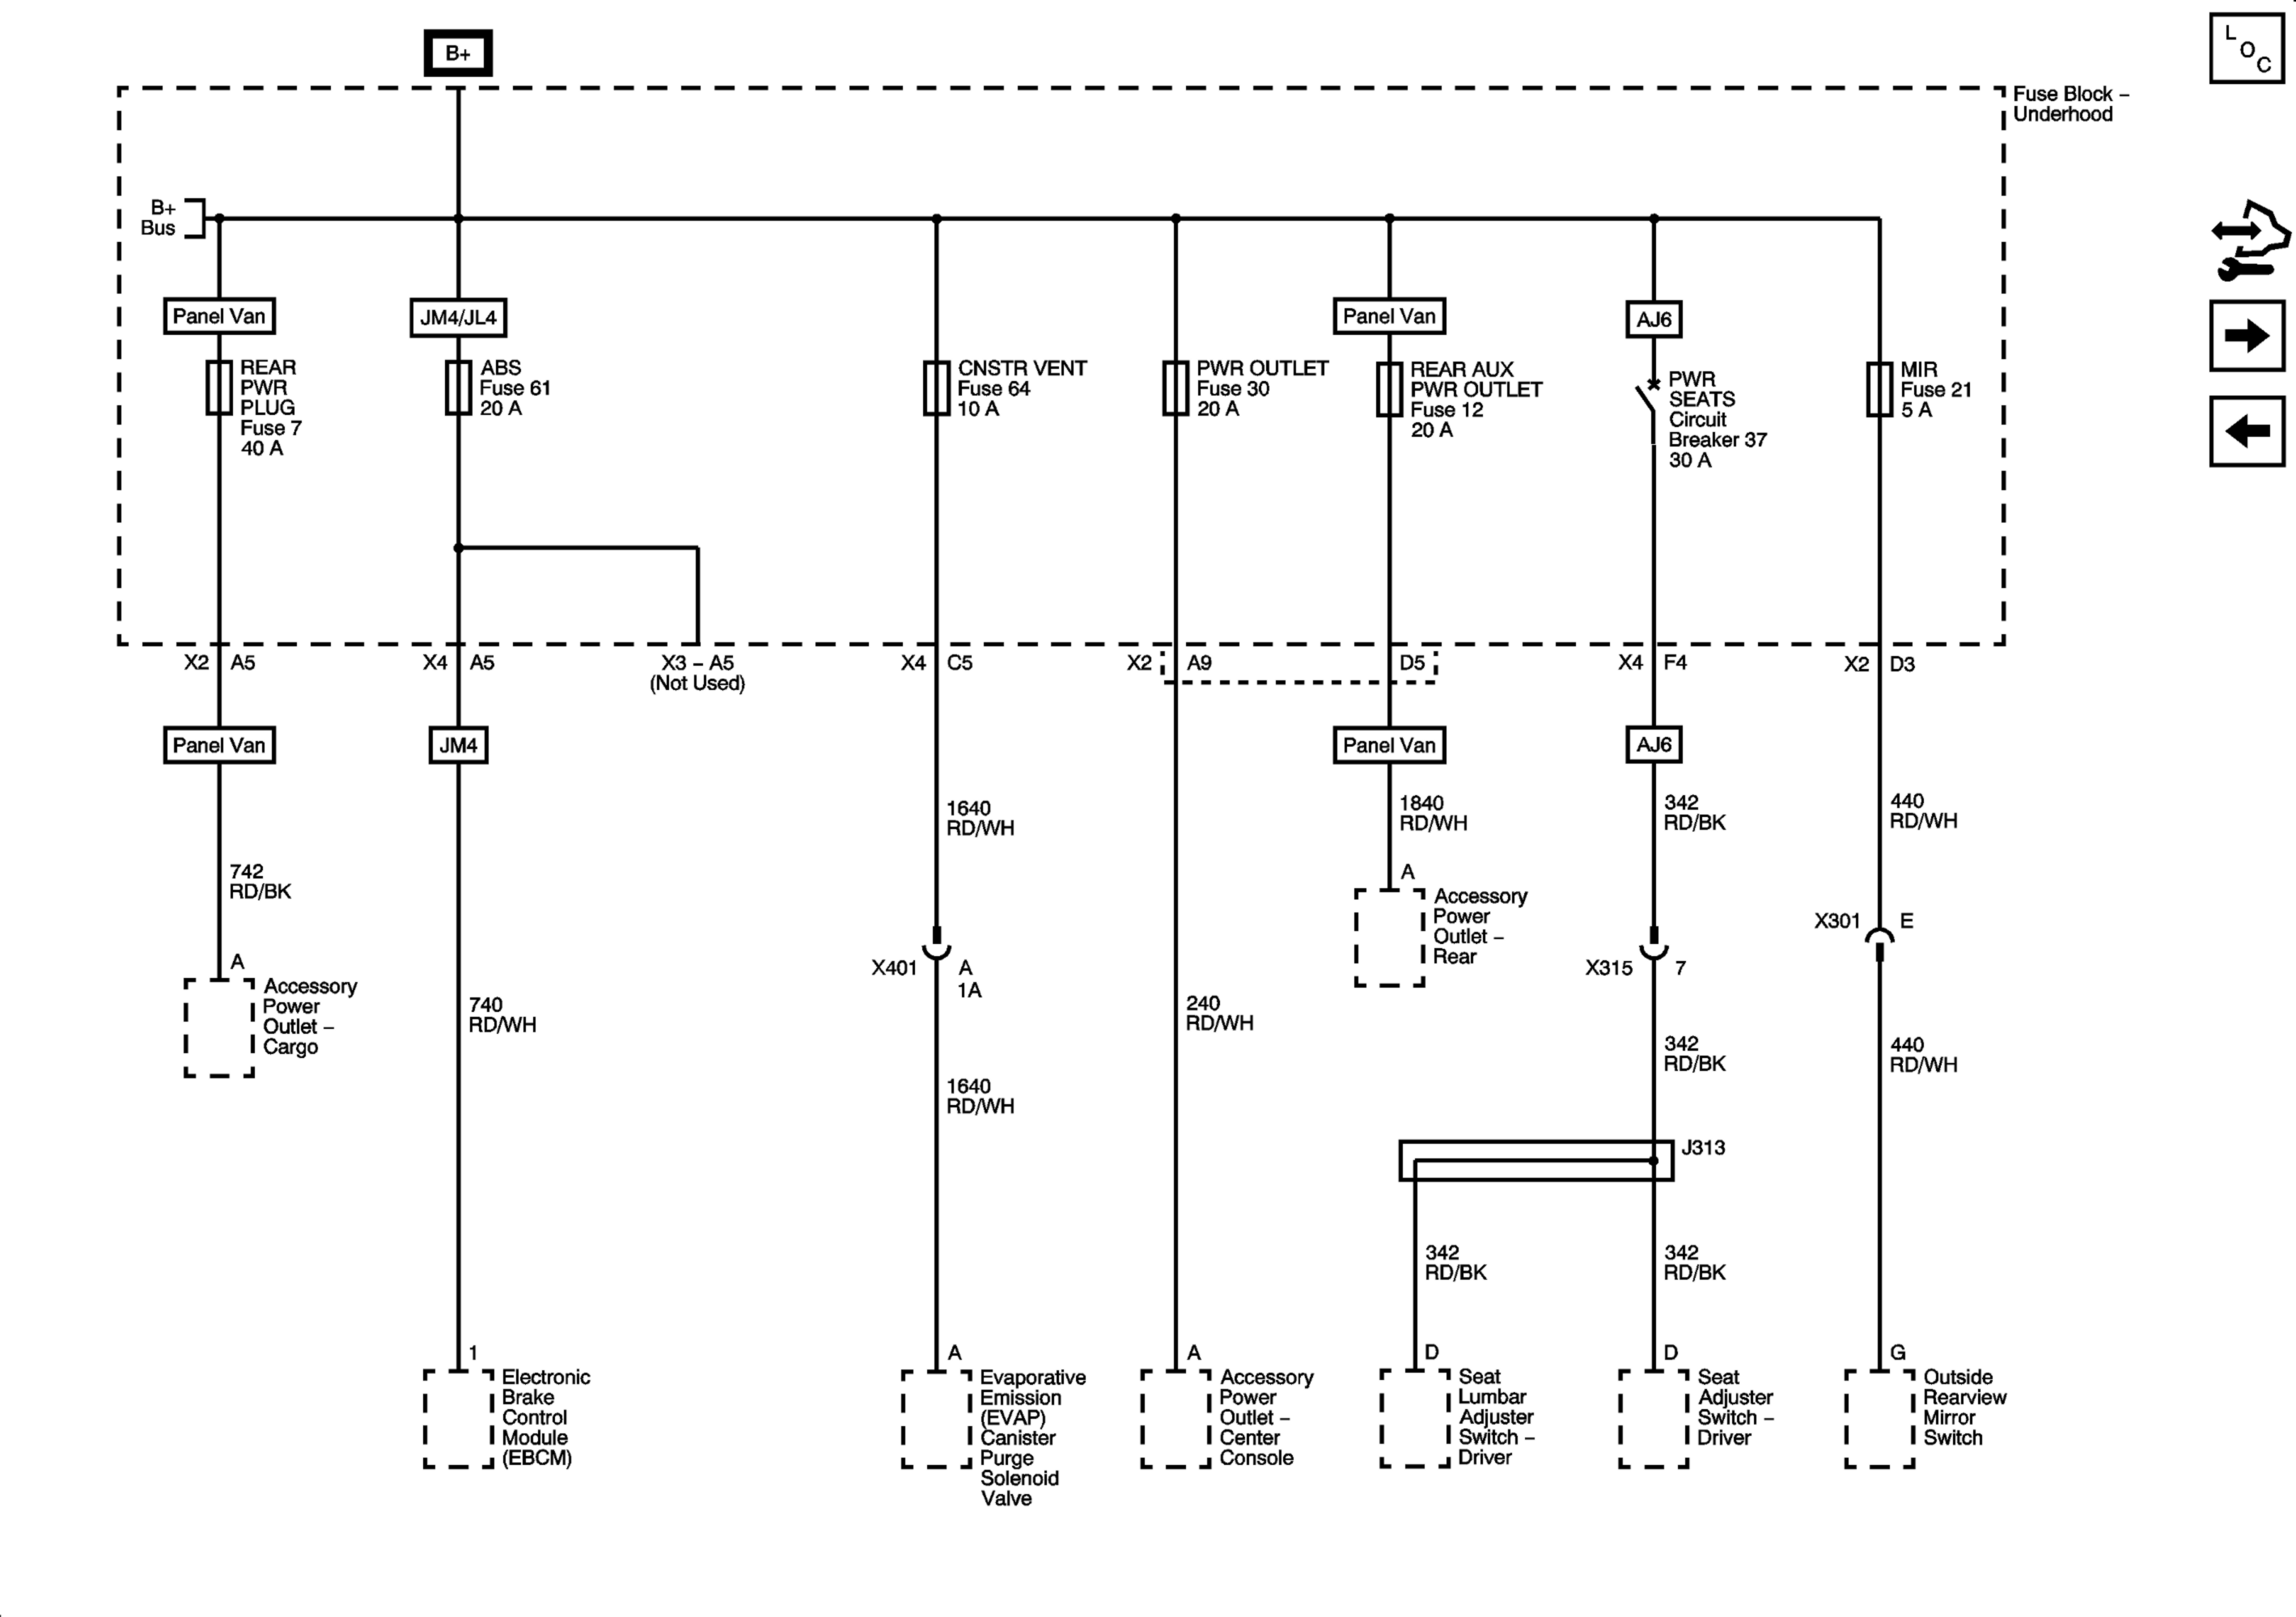 B+
L
O
C
Fuse Block –
Underhood
B+
Bus
Panel Van
REAR
PWR
PLUG
Fuse 7
40 A
JM4/JL4
ABS
Fuse 61
20 A
CNSTR VENT
Fuse 64
10 A
PWR OUTLET
Fuse 30
20 A
Panel Van
REAR AUX
PWR OUTLET
Fuse 12
20 A
AJ6
PWR
SEATS
Circuit
Breaker 37
30 A
MIR
Fuse 21
5 A
X2 A5
X4 A5
X3 – A5
(Not Used)
X4 C5
X2 A9
D5
X4 F4
X2 D3
Panel Van
JM4
Panel Van
AJ6
742
RD/BK
A
Accessory
Power
Outlet –
Cargo
740
RD/WH
1640
RD/WH
X401 A
1A
1640
RD/WH
240
RD/WH
1840
RD/WH
A
Accessory
Power
Outlet –
Rear
342
RD/BK
X315 7
342
RD/BK
J313
342
RD/BK
342
RD/BK
440
RD/WH
X301 E
440
RD/WH
1
Electronic
Brake
Control
Module
(EBCM)
A
Evaporative
Emission
(EVAP)
Canister
Purge
Solenoid
Valve
A
Accessory
Power
Outlet –
Center
Console
D
Seat
Lumbar
Adjuster
Switch –
Driver
D
Seat
Adjuster
Switch –
Driver
G
Outside
Rearview
Mirror
Switch